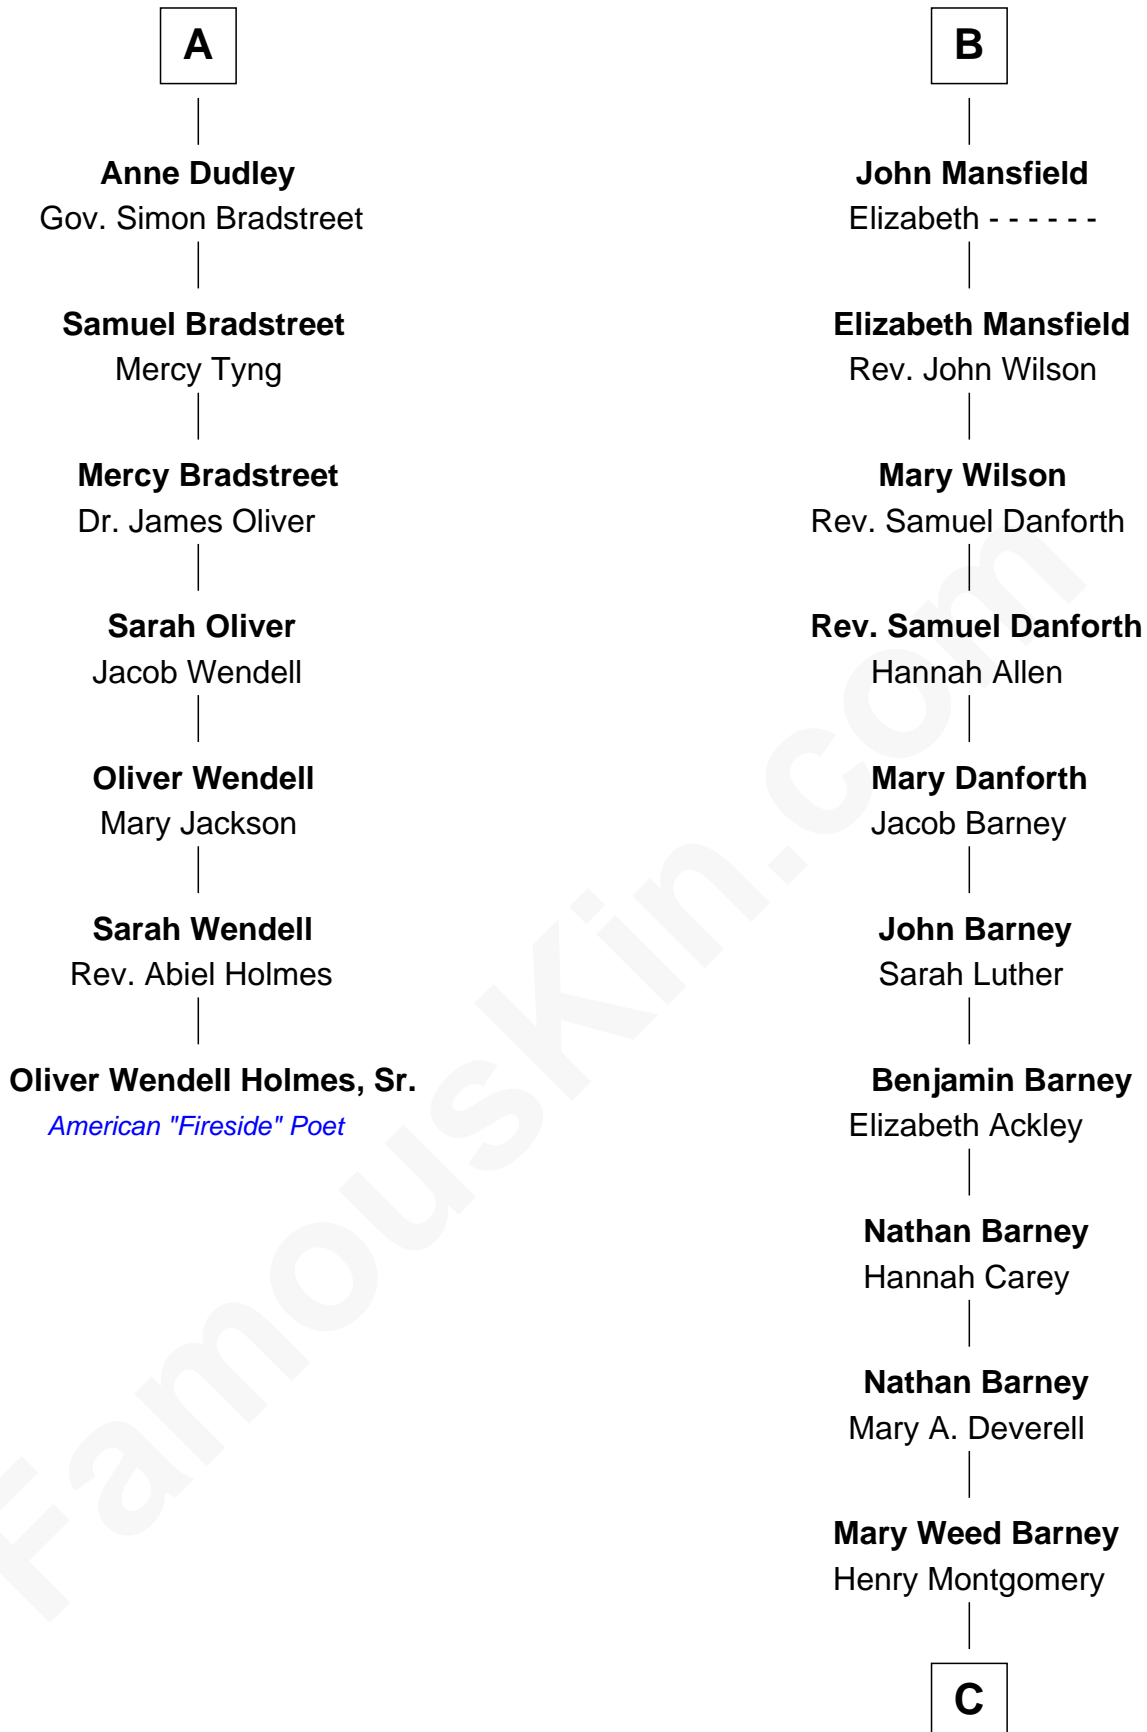 A
Anne Dudley
Gov. Simon Bradstreet
Samuel Bradstreet
Mercy Tyng
Mercy Bradstreet
Dr. James Oliver
Sarah Oliver
Jacob Wendell
Oliver Wendell
Mary Jackson
Sarah Wendell
Rev. Abiel Holmes
Oliver Wendell Holmes, Sr.
American "Fireside" Poet
B
John Mansfield
Elizabeth - - - - - -
Elizabeth Mansfield
Rev. John Wilson
Mary Wilson
Rev. Samuel Danforth
Rev. Samuel Danforth
Hannah Allen
Mary Danforth
Jacob Barney
John Barney
Sarah Luther
Benjamin Barney
Elizabeth Ackley
Nathan Barney
Hannah Carey
Nathan Barney
Mary A. Deverell
Mary Weed Barney
Henry Montgomery
C
FamousKin.com